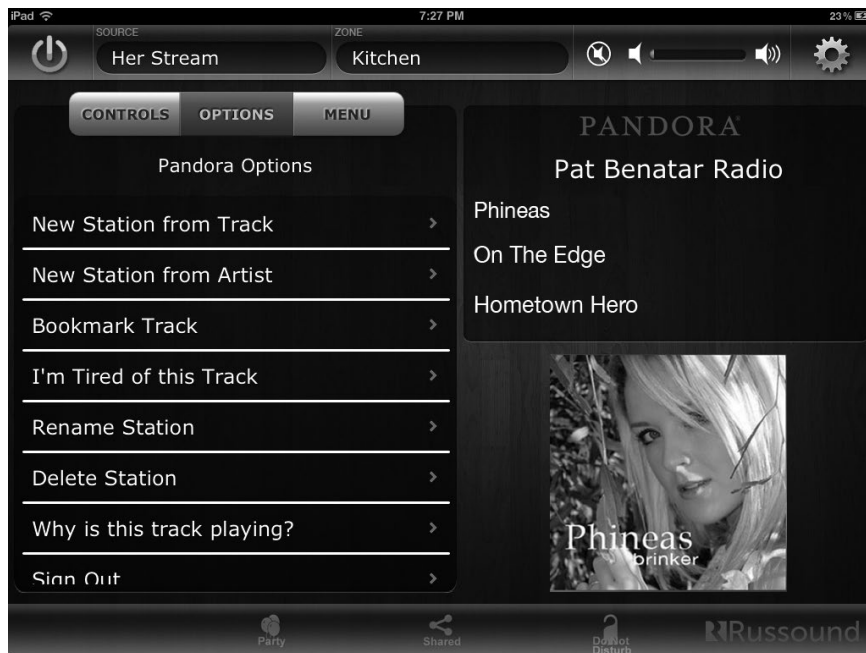 iPad
7:27 PM
23%
SOURCE
ZONE
Her Stream
Kitchen
CONTROLS OPTIONS MENU
Pandora Options
New Station from Track
New Station from Artist
Bookmark Track
I'm Tired of this Track
Rename Station
Delete Station
Why is this track playing?
Sign Out
PANDORA
Pat Benatar Radio
Phineas
On The Edge
Hometown Hero
Phineas
brinker
Party
Shared
Do Not
Disturb
Russound